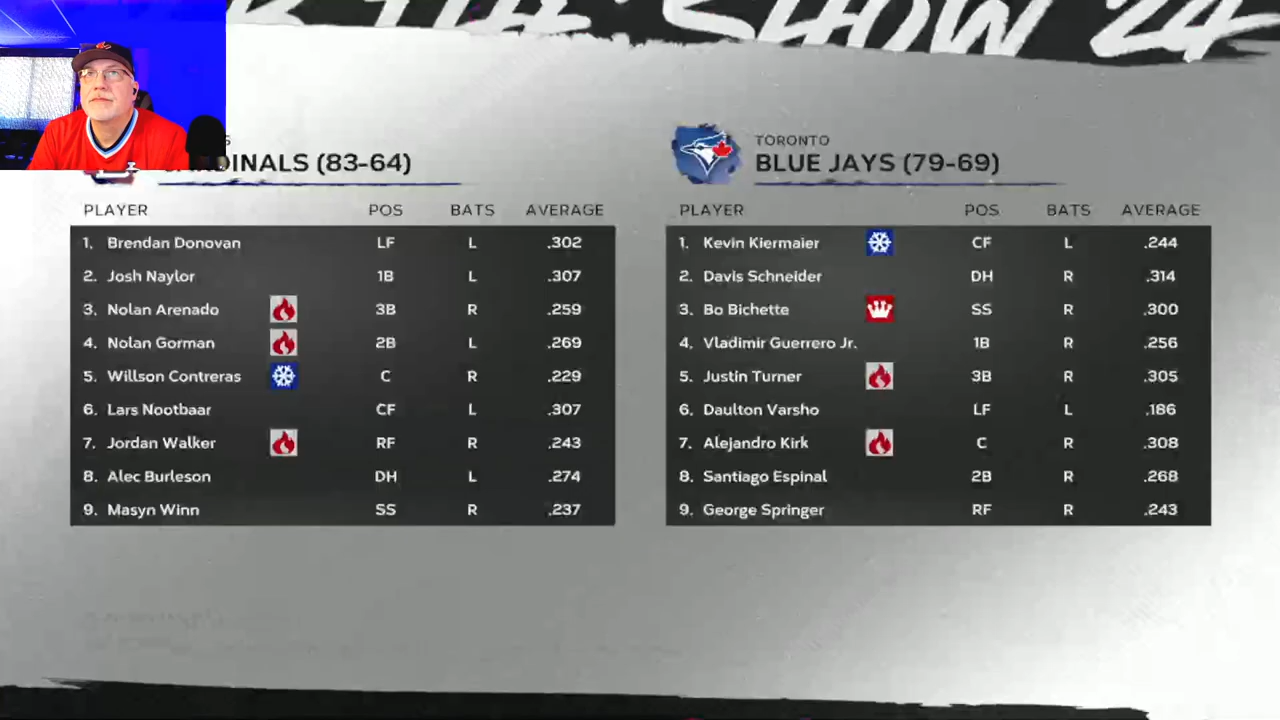 THE SHOW 24
CARDINALS (83-64)
PLAYER POS BATS AVERAGE
1. Brendan Donovan LF L .302
2. Josh Naylor 1B L .307
3. Nolan Arenado 3B R .259
4. Nolan Gorman 2B L .269
5. Willson Contreras C R .229
6. Lars Nootbaar CF L .307
7. Jordan Walker RF R .243
8. Alec Burleson DH L .274
9. Masyn Winn SS R .237
TORONTO
BLUE JAYS (79-69)
PLAYER POS BATS AVERAGE
1. Kevin Kiermaier CF L .244
2. Davis Schneider DH R .314
3. Bo Bichette SS R .300
4. Vladimir Guerrero Jr. 1B R .256
5. Justin Turner 3B R .305
6. Daulton Varsho LF L .186
7. Alejandro Kirk C R .308
8. Santiago Espinal 2B R .268
9. George Springer RF R .243